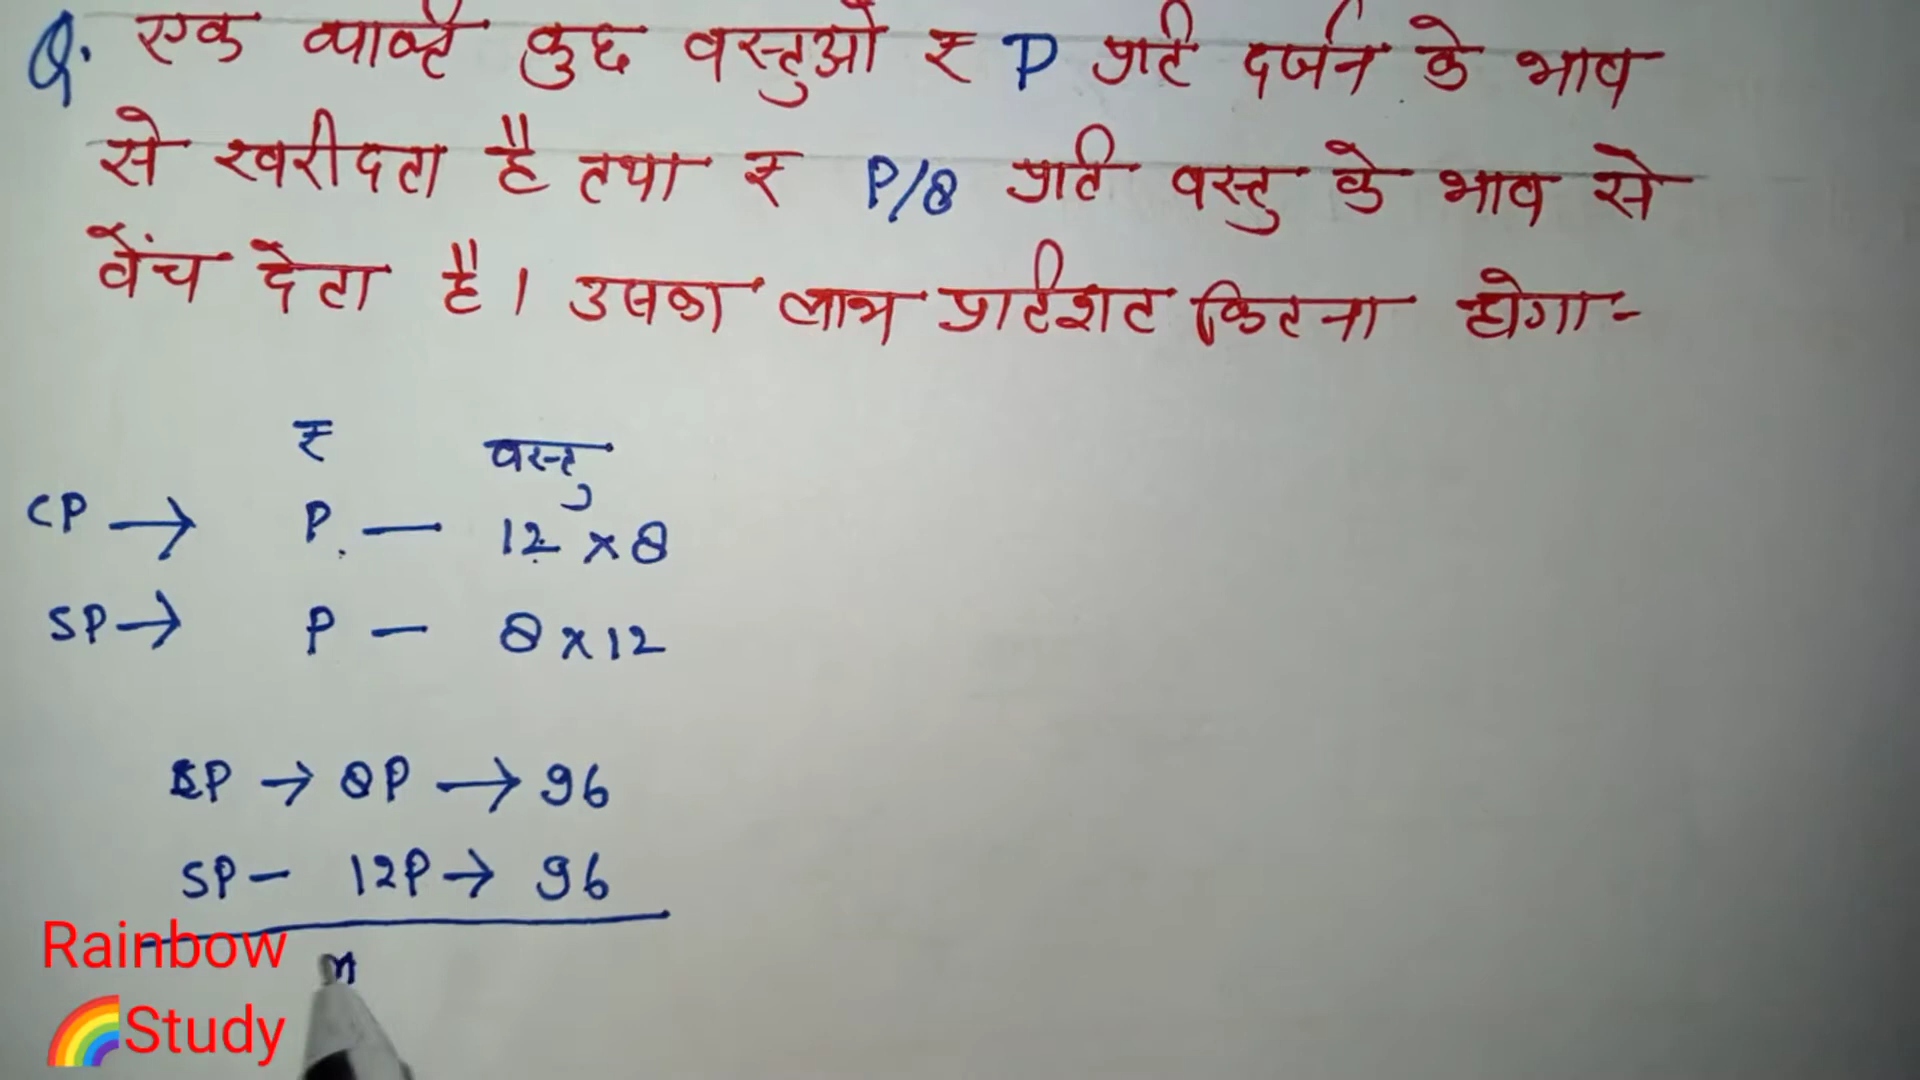 Q. एक व्यक्ति कुछ वस्तुओं ₹ P प्रति दर्जन के भाव
से खरीदता है तथा ₹ P/8 प्रति वस्तु के भाव से
बेंच देता है। उसका लाभ प्रतिशत कितना होगा-
₹ वस्तु
CP → P. — 12 × 8
SP → P — 8 × 12
CP → 8P → 96
SP — 12P → 96
Rainbow
Study